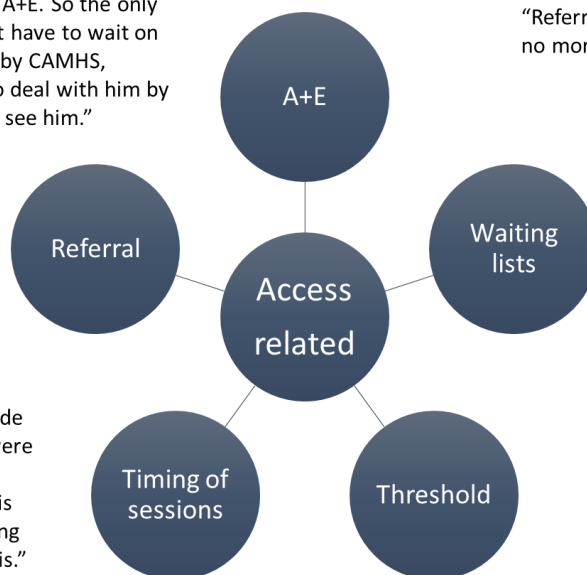 A+E. So the only
have to wait on
by CAMHS,
deal with him by
see him.”
“Referr
no mor
A+E
Referral
Waiting
lists
Access
related
Timing of
sessions
Threshold
de
ere
is
ng
is.”